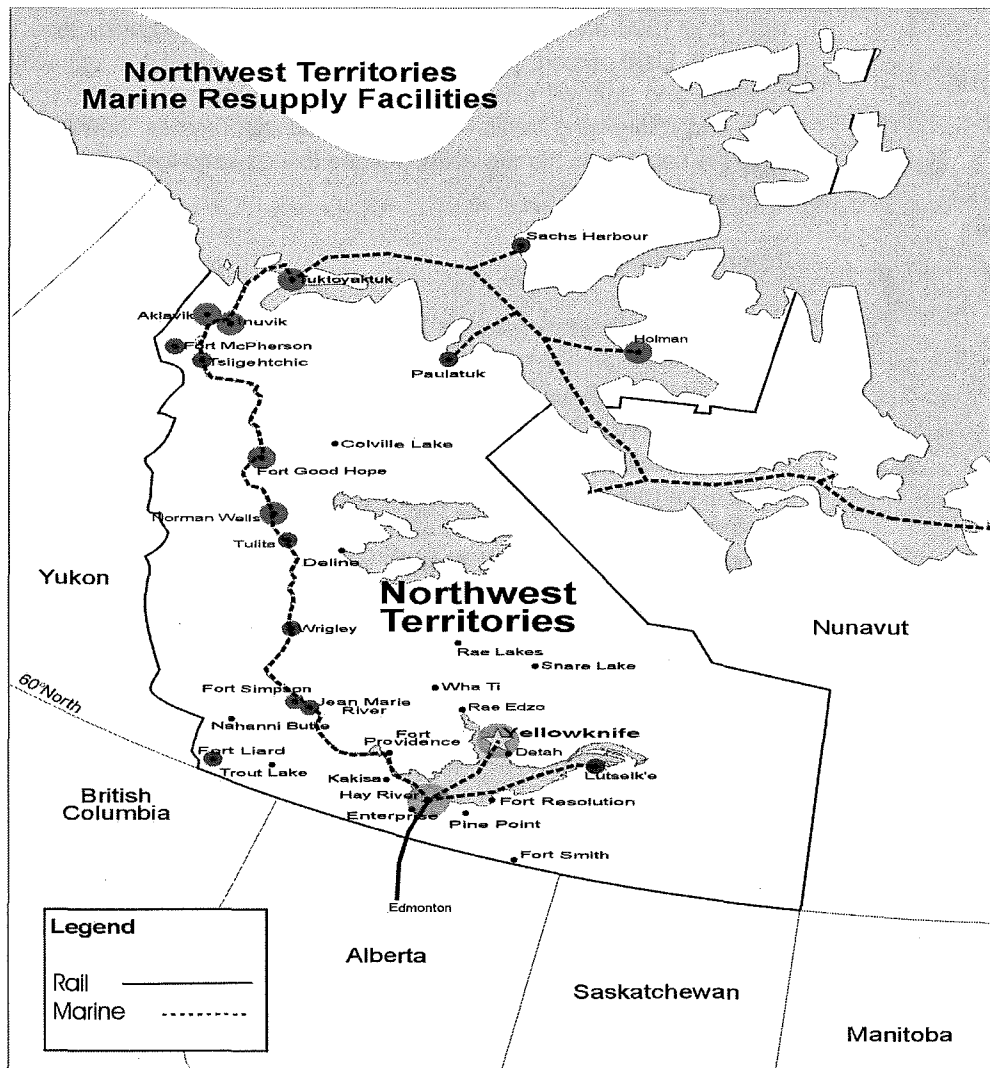 Northwest Territories
Marine Resupply Facilities
Sachs Harbour
Tuktoyaktuk
Aklavik
Inuvik
Fort McPherson
Tsiigehtchic
Holman
Paulatuk
Colville Lake
Fort Good Hope
Norman Wells
Tulita
Deline
Yukon
Northwest
Territories
Wrigley
Nunavut
Rae Lakes
Snare Lake
60°North
Fort Simpson
Jean Marie
River
Wha Ti
Rae Edzo
Nahanni Butte
Fort
Providence
Yellowknife
Detah
Fort Liard
Trout Lake
Kakisa
Lutselk'e
British
Columbia
Hay River
Fort Resolution
Enterprise
Pine Point
Fort Smith
Edmonton
Legend
Rail
Marine
Alberta
Saskatchewan
Manitoba